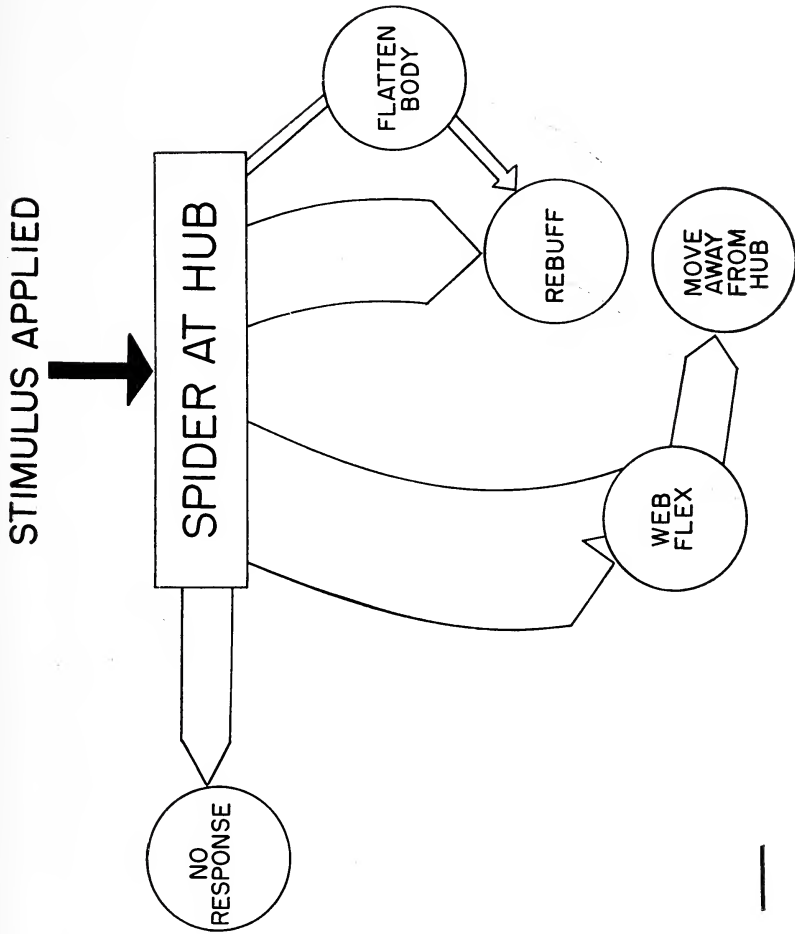 STIMULUS APPLIED
SPIDER AT HUB
FLATTEN
BODY
REBUFF
MOVE
AWAY
FROM
HUB
WEB
FLEX
NO
RESPONSE